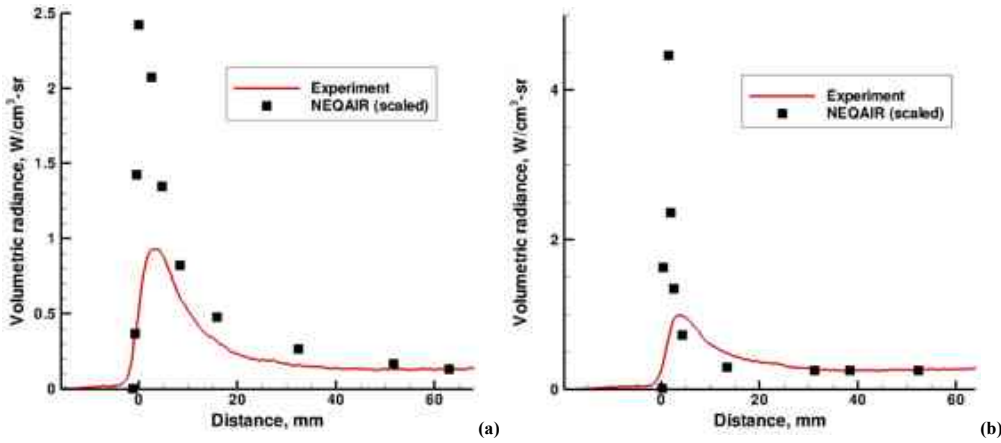 Volumetric radiance, W/cm³-sr
2.5
2
1.5
1
0.5
0
0
20
40
60
Distance, mm
Experiment
NEQAIR (scaled)
(a)
Volumetric radiance, W/cm³-sr
4
2
0
0
20
40
60
Distance, mm
Experiment
NEQAIR (scaled)
(b)